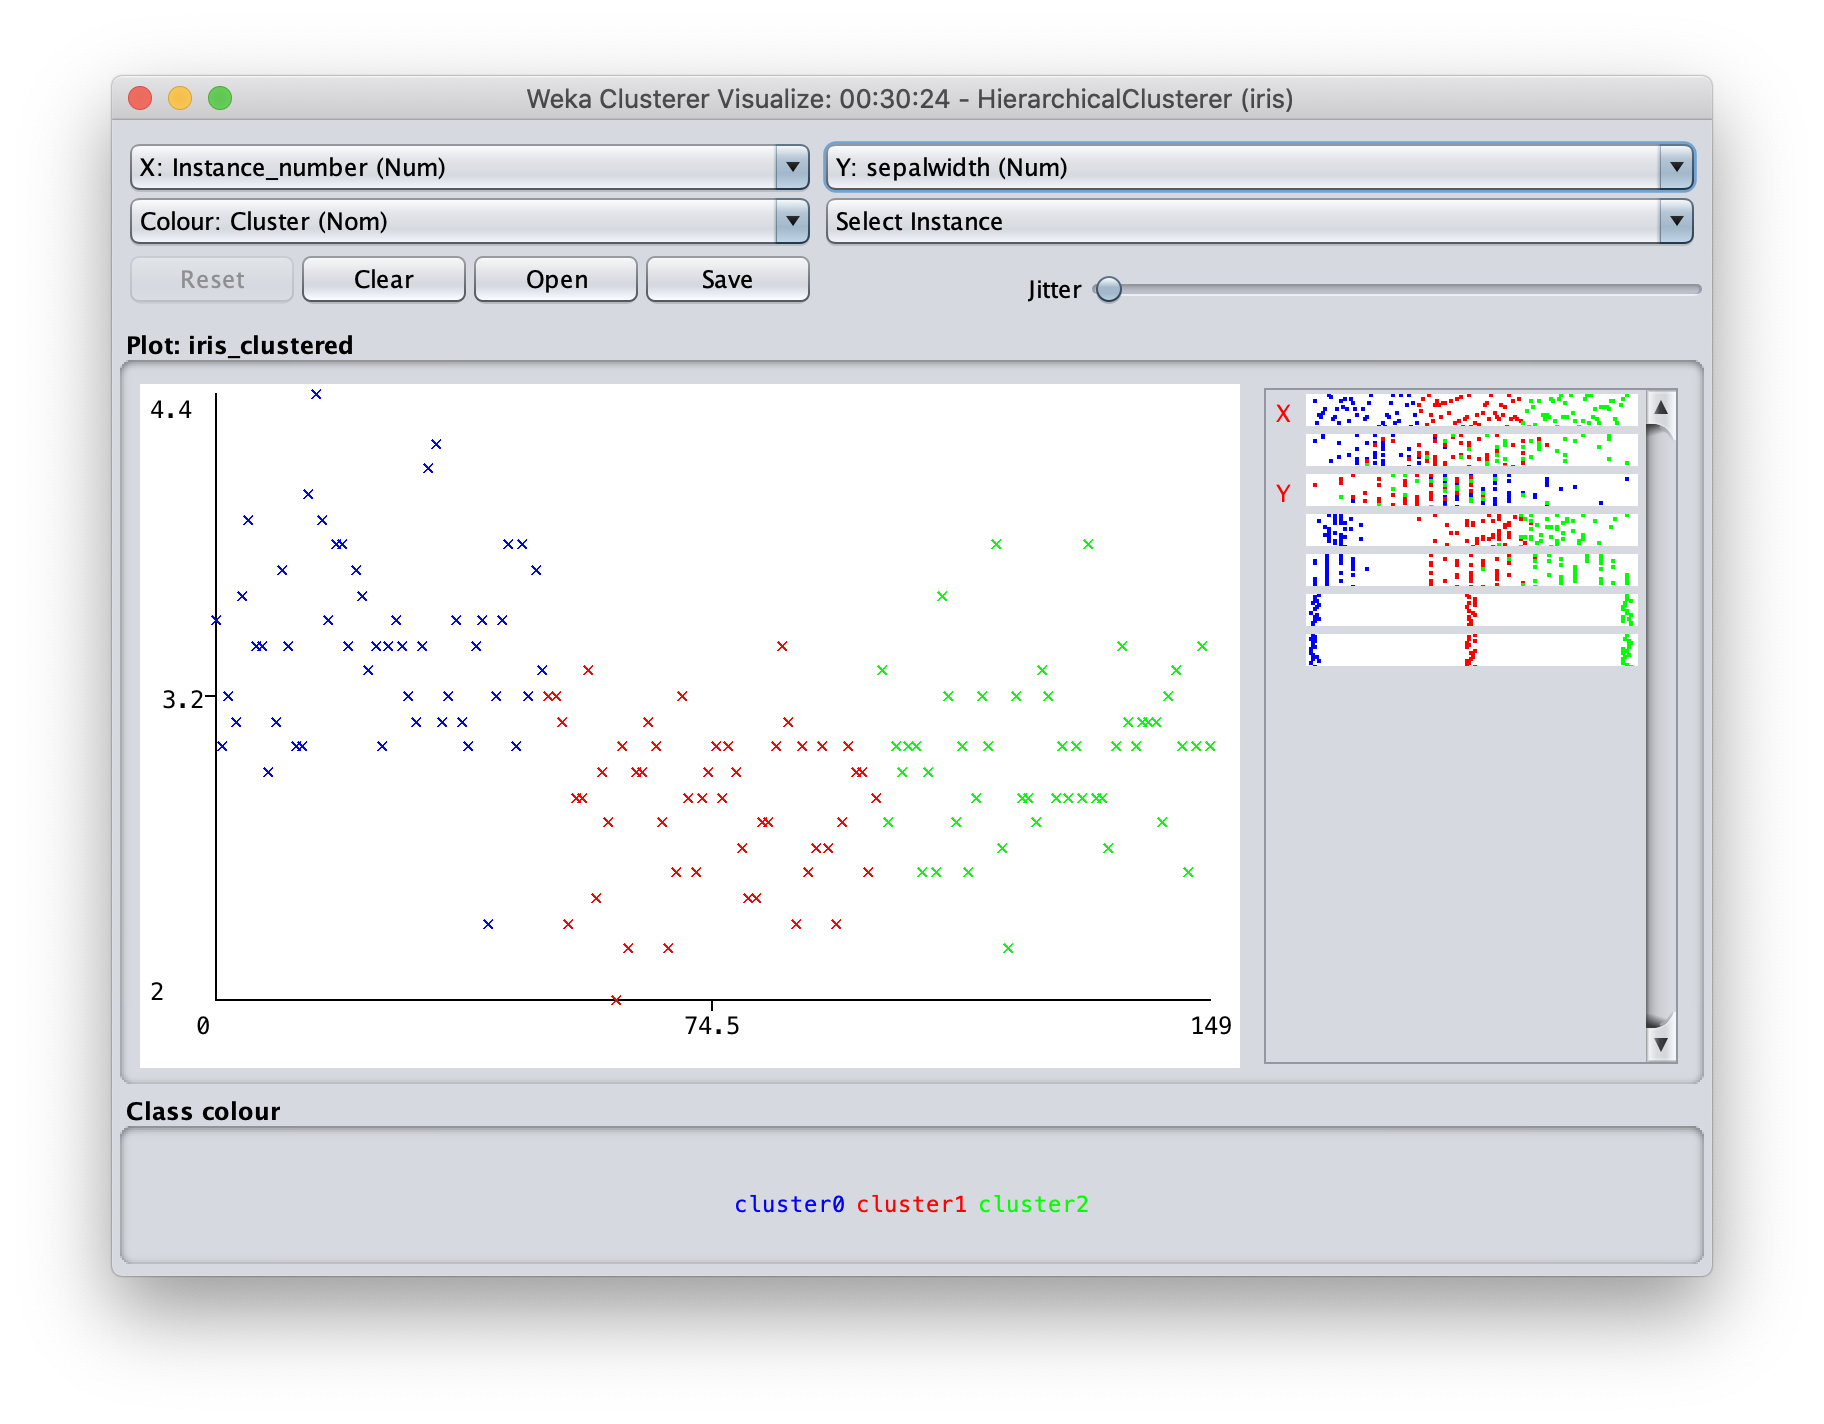 Weka Clusterer Visualize: 00:30:24 - HierarchicalClusterer (iris)
X: Instance_number (Num)
Y: sepalwidth (Num)
Colour: Cluster (Nom)
Select Instance
Reset
Clear
Open
Save
Jitter
Plot: iris_clustered
4.4
3.2
2
0
74.5
149
X
Y
Class colour
cluster0 cluster1 cluster2